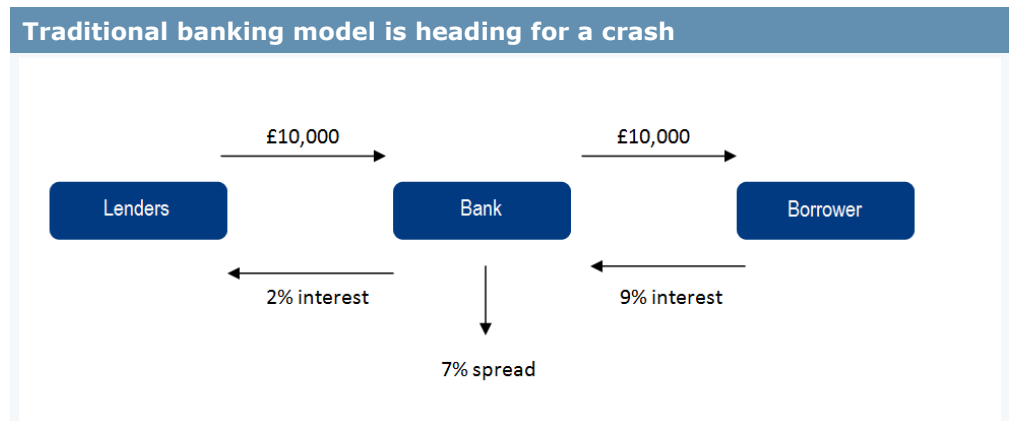 Traditional banking model is heading for a crash
£10,000
£10,000
Lenders
Bank
Borrower
2% interest
9% interest
7% spread